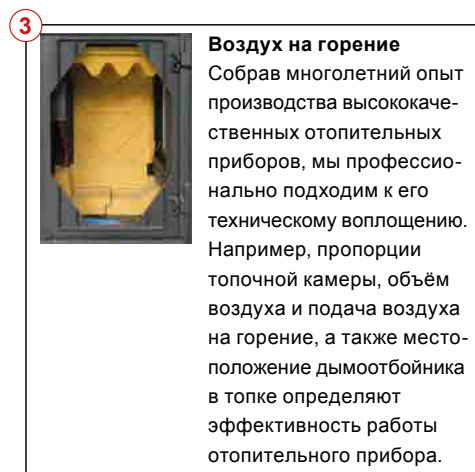 3
Воздух на горение
Собрав многолетний опыт
производства высококаче-
ственных отопительных
приборов, мы профессио-
нально подходим к его
техническому воплощению.
Например, пропорции
топочной камеры, объём
воздуха и подача воздуха
на горение, а также место-
положение дымоотбойника
в топке определяют
эффективность работы
отопительного прибора.